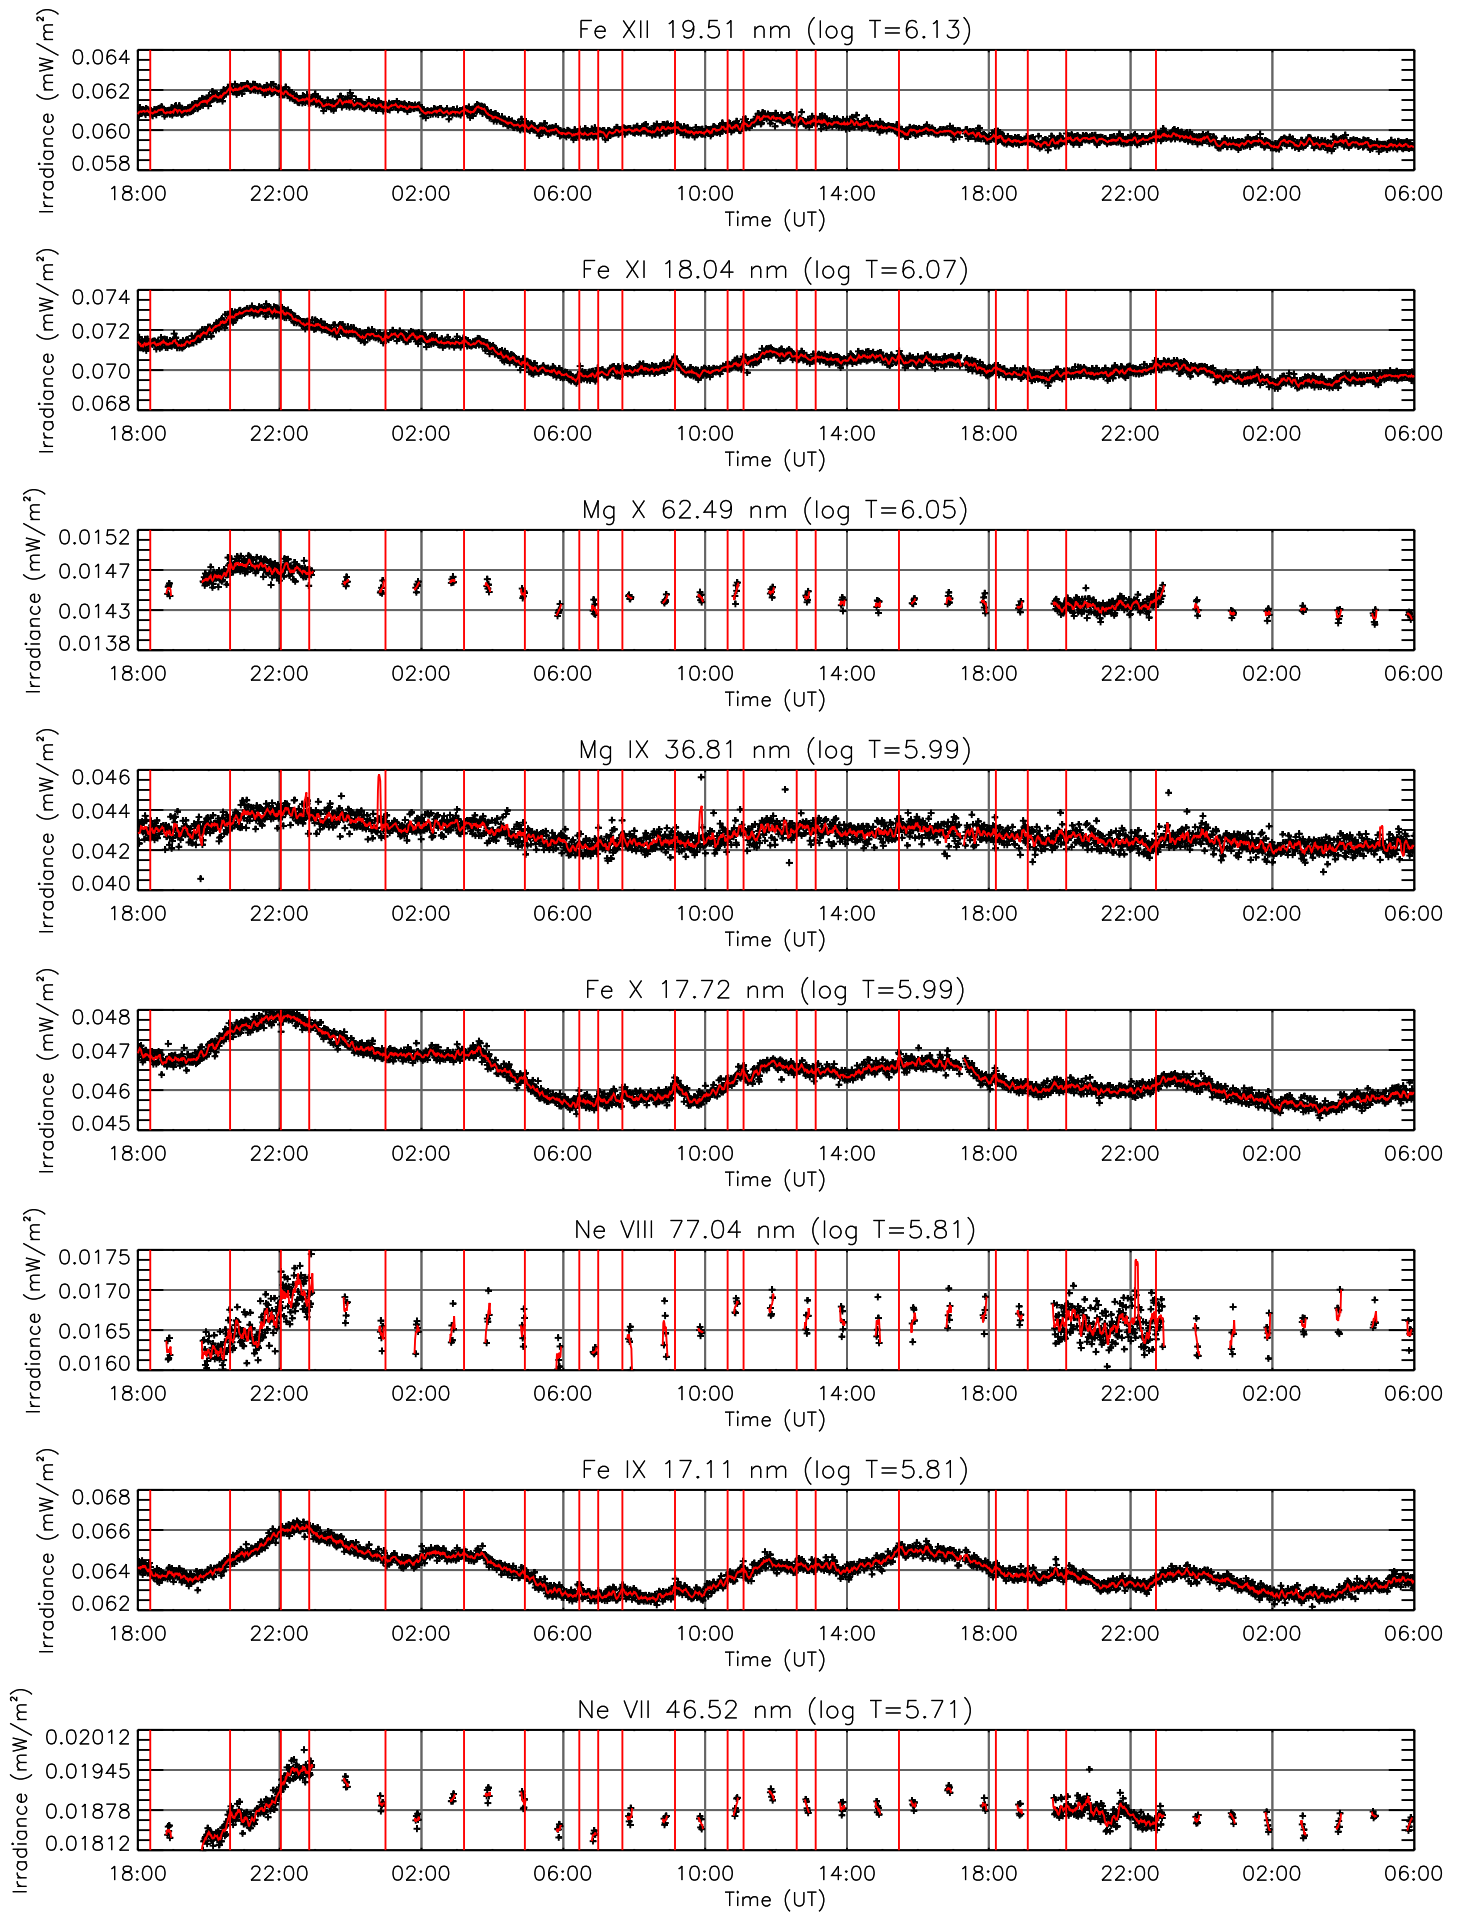 Fe XII 19.51 nm (log T=6.13)
Irradiance (mW/m²)
0.064
0.062
0.060
0.058
18:00 22:00 02:00 06:00 10:00 14:00 18:00 22:00 02:00 06:00
Time (UT)
Fe XI 18.04 nm (log T=6.07)
Irradiance (mW/m²)
0.074
0.072
0.070
0.068
18:00 22:00 02:00 06:00 10:00 14:00 18:00 22:00 02:00 06:00
Time (UT)
Mg X 62.49 nm (log T=6.05)
Irradiance (mW/m²)
0.0152
0.0147
0.0143
0.0138
18:00 22:00 02:00 06:00 10:00 14:00 18:00 22:00 02:00 06:00
Time (UT)
Mg IX 36.81 nm (log T=5.99)
Irradiance (mW/m²)
0.046
0.044
0.042
0.040
18:00 22:00 02:00 06:00 10:00 14:00 18:00 22:00 02:00 06:00
Time (UT)
Fe X 17.72 nm (log T=5.99)
Irradiance (mW/m²)
0.048
0.047
0.046
0.045
18:00 22:00 02:00 06:00 10:00 14:00 18:00 22:00 02:00 06:00
Time (UT)
Ne VIII 77.04 nm (log T=5.81)
Irradiance (mW/m²)
0.0175
0.0170
0.0165
0.0160
18:00 22:00 02:00 06:00 10:00 14:00 18:00 22:00 02:00 06:00
Time (UT)
Fe IX 17.11 nm (log T=5.81)
Irradiance (mW/m²)
0.068
0.066
0.064
0.062
18:00 22:00 02:00 06:00 10:00 14:00 18:00 22:00 02:00 06:00
Time (UT)
Ne VII 46.52 nm (log T=5.71)
Irradiance (mW/m²)
0.02012
0.01945
0.01878
0.01812
18:00 22:00 02:00 06:00 10:00 14:00 18:00 22:00 02:00 06:00
Time (UT)